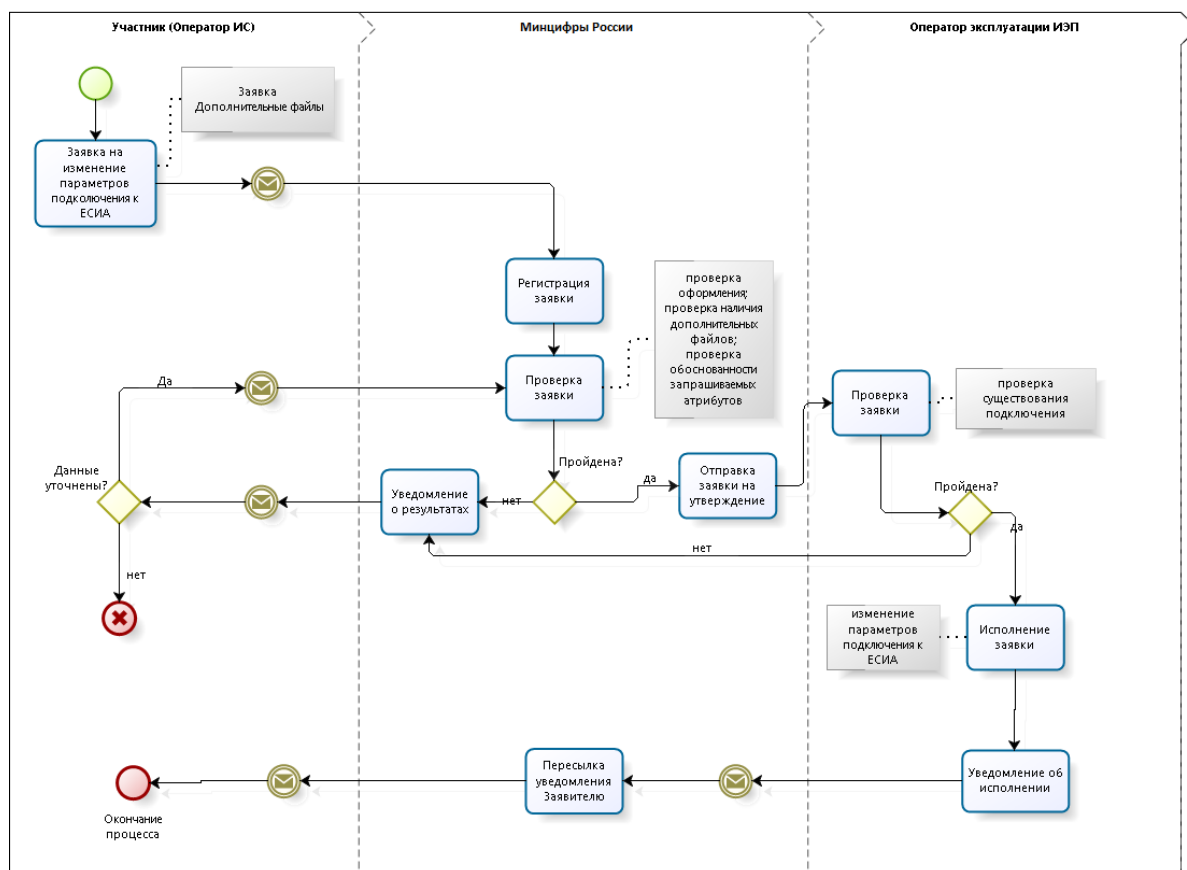 Участник (Оператор ИС)
Минцифры России
Оператор эксплуатации ИЭП
Заявка
Дополнительные файлы
Заявка на
изменение
параметров
подколючения к
ЕСИА
Регистрация
заявки
проверка
оформления;
проверка наличия
дополнительных
файлов;
проверка
обоснованности
запрашиваемых
атрибутов
Да
Проверка
заявки
Проверка
заявки
проверка
существования
подключения
Данные
уточнены?
Пройдена?
Уведомление
о результатах
нет
да
Отправка
заявки на
утверждение
Пройдена?
да
нет
нет
изменение
параметров
подключения к
ЕСИА
Исполнение
заявки
Пересылка
уведомления
Заявителю
Уведомление об
исполнении
Окончание
процесса